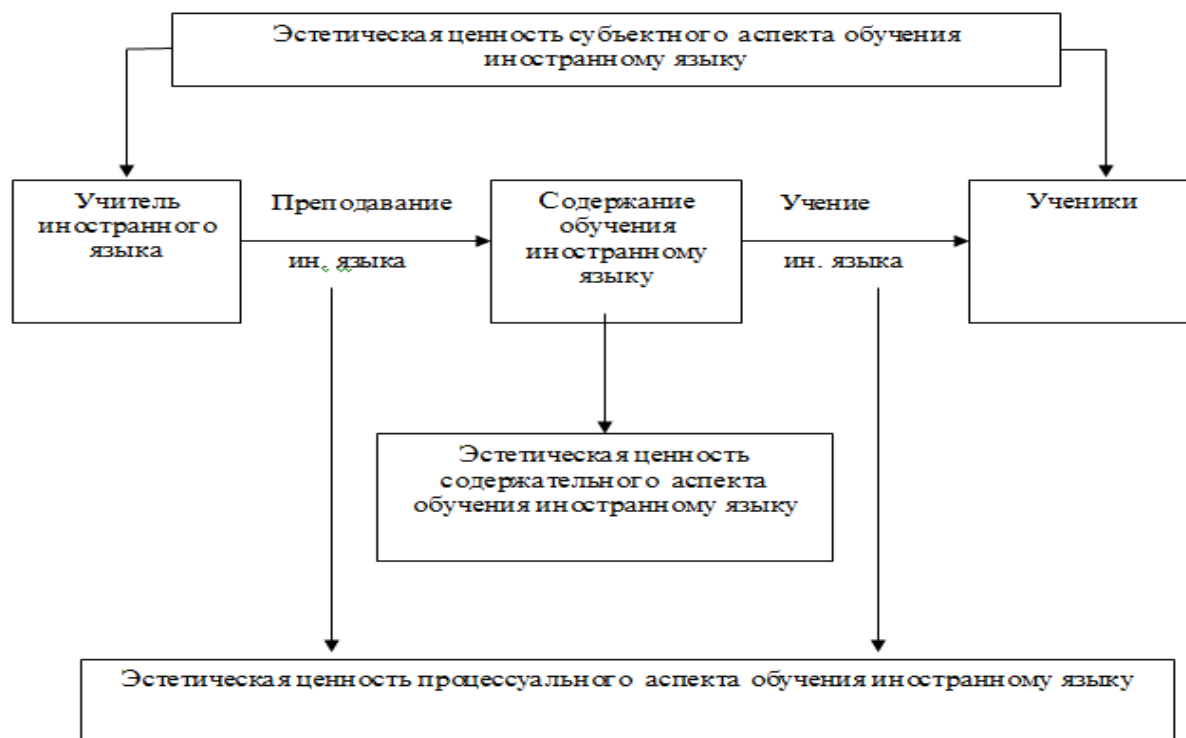 Эстетическая ценность субъектного аспекта обучения
иностранному языку
Учитель
иностранного
языка
Преподавание
ин. языка
Содержание
обучения
иностранному
языку
Учение
ин. языка
Ученики
Эстетическая ценность
содержательного аспекта
обучения иностранному языку
Эстетическая ценность процессуального аспекта обучения иностранному языку